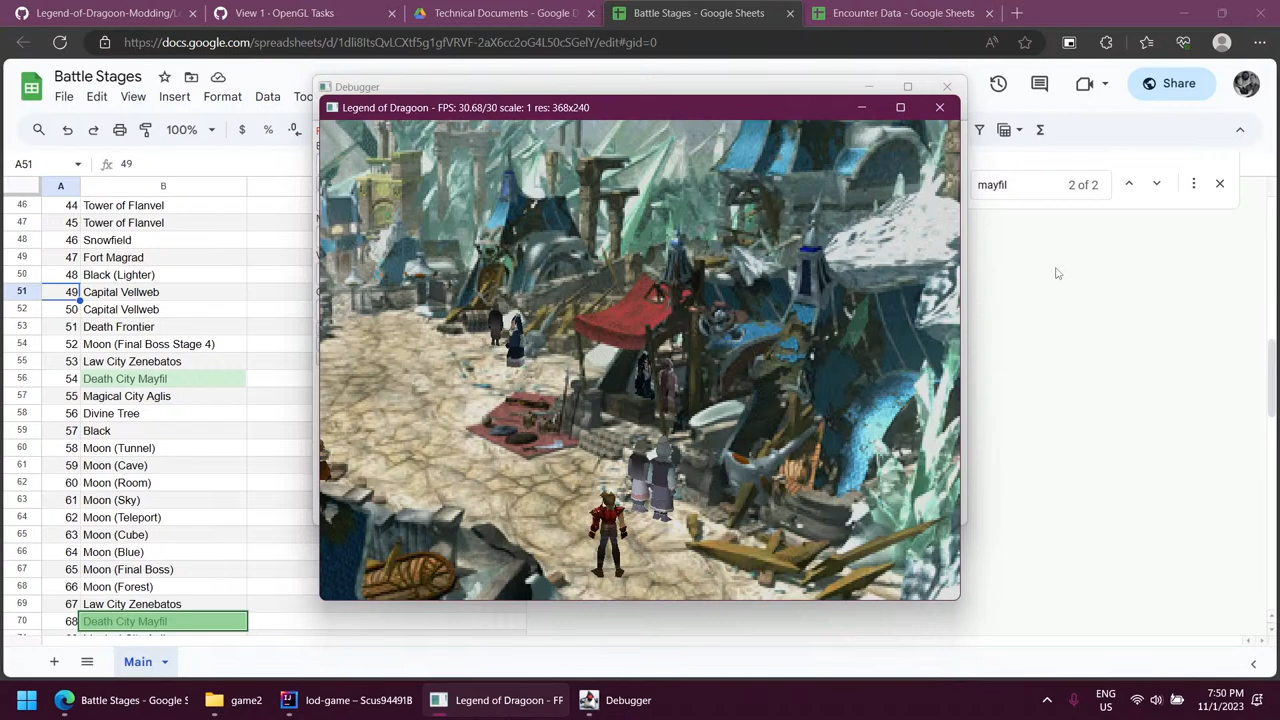 Legend-of-Dragoon-Modding/L
View 1 - OpenGL Tasks
Technical Documents - Google D
Battle Stages - Google Sheets
Encounter Data - Google Sheets
https://docs.google.com/spreadsheets/d/1dli8ItsQvLCXtf5g1gfVRVF-2aX6cc2oG4L50cSGelY/edit#gid=0
Battle Stages
File Edit View Insert Format Data Too
Share
Debugger
Legend of Dragoon - FPS: 30.68/30 scale: 1 res: 368x240
100% $ %
A51 fx 49
mayfil 2 of 2
A B
46 44 Tower of Flanvel
47 45 Tower of Flanvel
48 46 Snowfield
49 47 Fort Magrad
50 48 Black (Lighter)
51 49 Capital Vellweb
52 50 Capital Vellweb
53 51 Death Frontier
54 52 Moon (Final Boss Stage 4)
55 53 Law City Zenebatos
56 54 Death City Mayfil
57 55 Magical City Aglis
58 56 Divine Tree
59 57 Black
60 58 Moon (Tunnel)
61 59 Moon (Cave)
62 60 Moon (Room)
63 61 Moon (Sky)
64 62 Moon (Teleport)
65 63 Moon (Cube)
66 64 Moon (Blue)
67 65 Moon (Final Boss)
68 66 Moon (Forest)
69 67 Law City Zenebatos
70 68 Death City Mayfil
Main
Battle Stages - Google S
game2
lod-game – Scus94491B
Legend of Dragoon - FF
Debugger
ENG
US
7:50 PM
11/1/2023